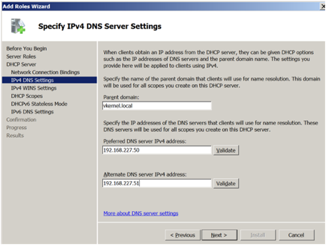 Add Roles Wizard
Specify IPv4 DNS Server Settings
Before You Begin
Server Roles
DHCP Server
Network Connection Bindings
IPv4 DNS Settings
IPv4 WINS Settings
DHCP Scopes
DHCPv6 Stateless Mode
IPv6 DNS Settings
Confirmation
Progress
Results
When clients obtain an IP address from the DHCP server, they can be given DHCP options
such as the IP addresses of DNS servers and the parent domain name. The settings you
provide here will be applied to clients using IPv4.
Specify the name of the parent domain that clients will use for name resolution. This domain
will be used for all scopes you create on this DHCP server.
Parent domain:
vkernel.local
Specify the IP addresses of the DNS servers that clients will use for name resolution. These
DNS servers will be used for all scopes you create on this DHCP server.
Preferred DNS server IPv4 address:
192.168.227.50
Validate
Alternate DNS server IPv4 address:
192.168.227.51
Validate
More about DNS server settings
< Previous
Next >
Install
Cancel